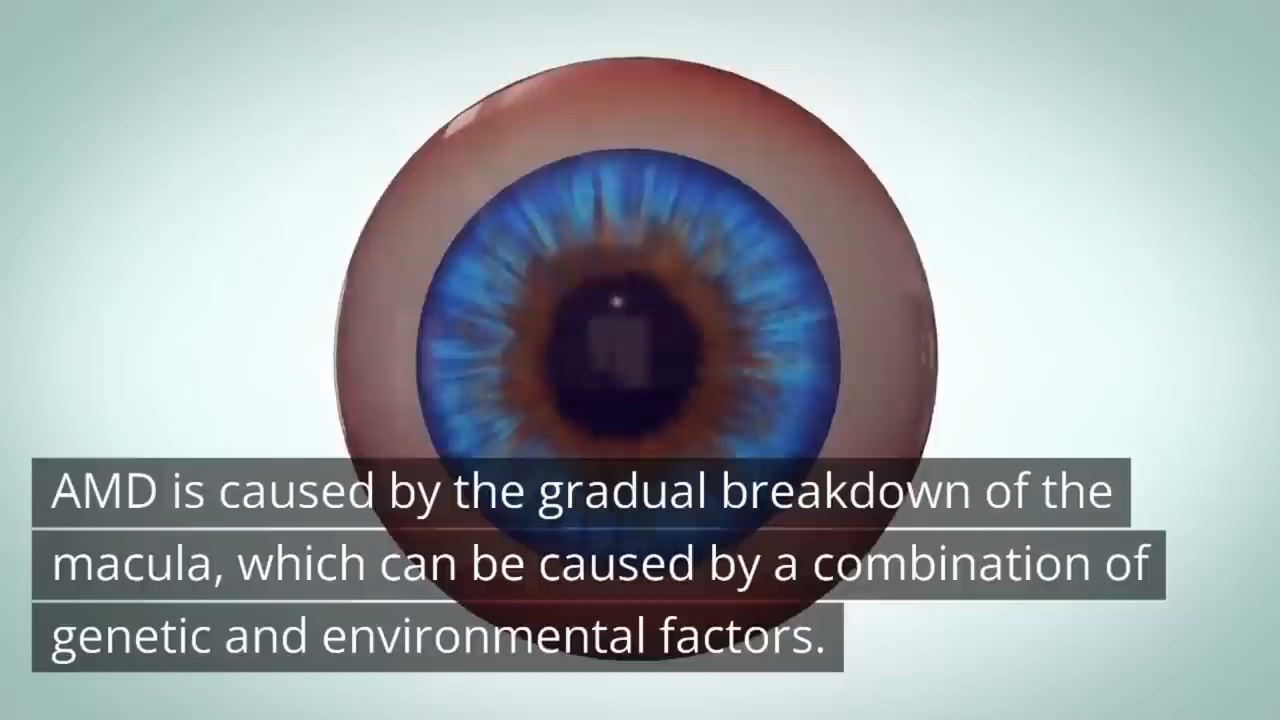 AMD is caused by the gradual breakdown of the
macula, which can be caused by a combination of
genetic and environmental factors.